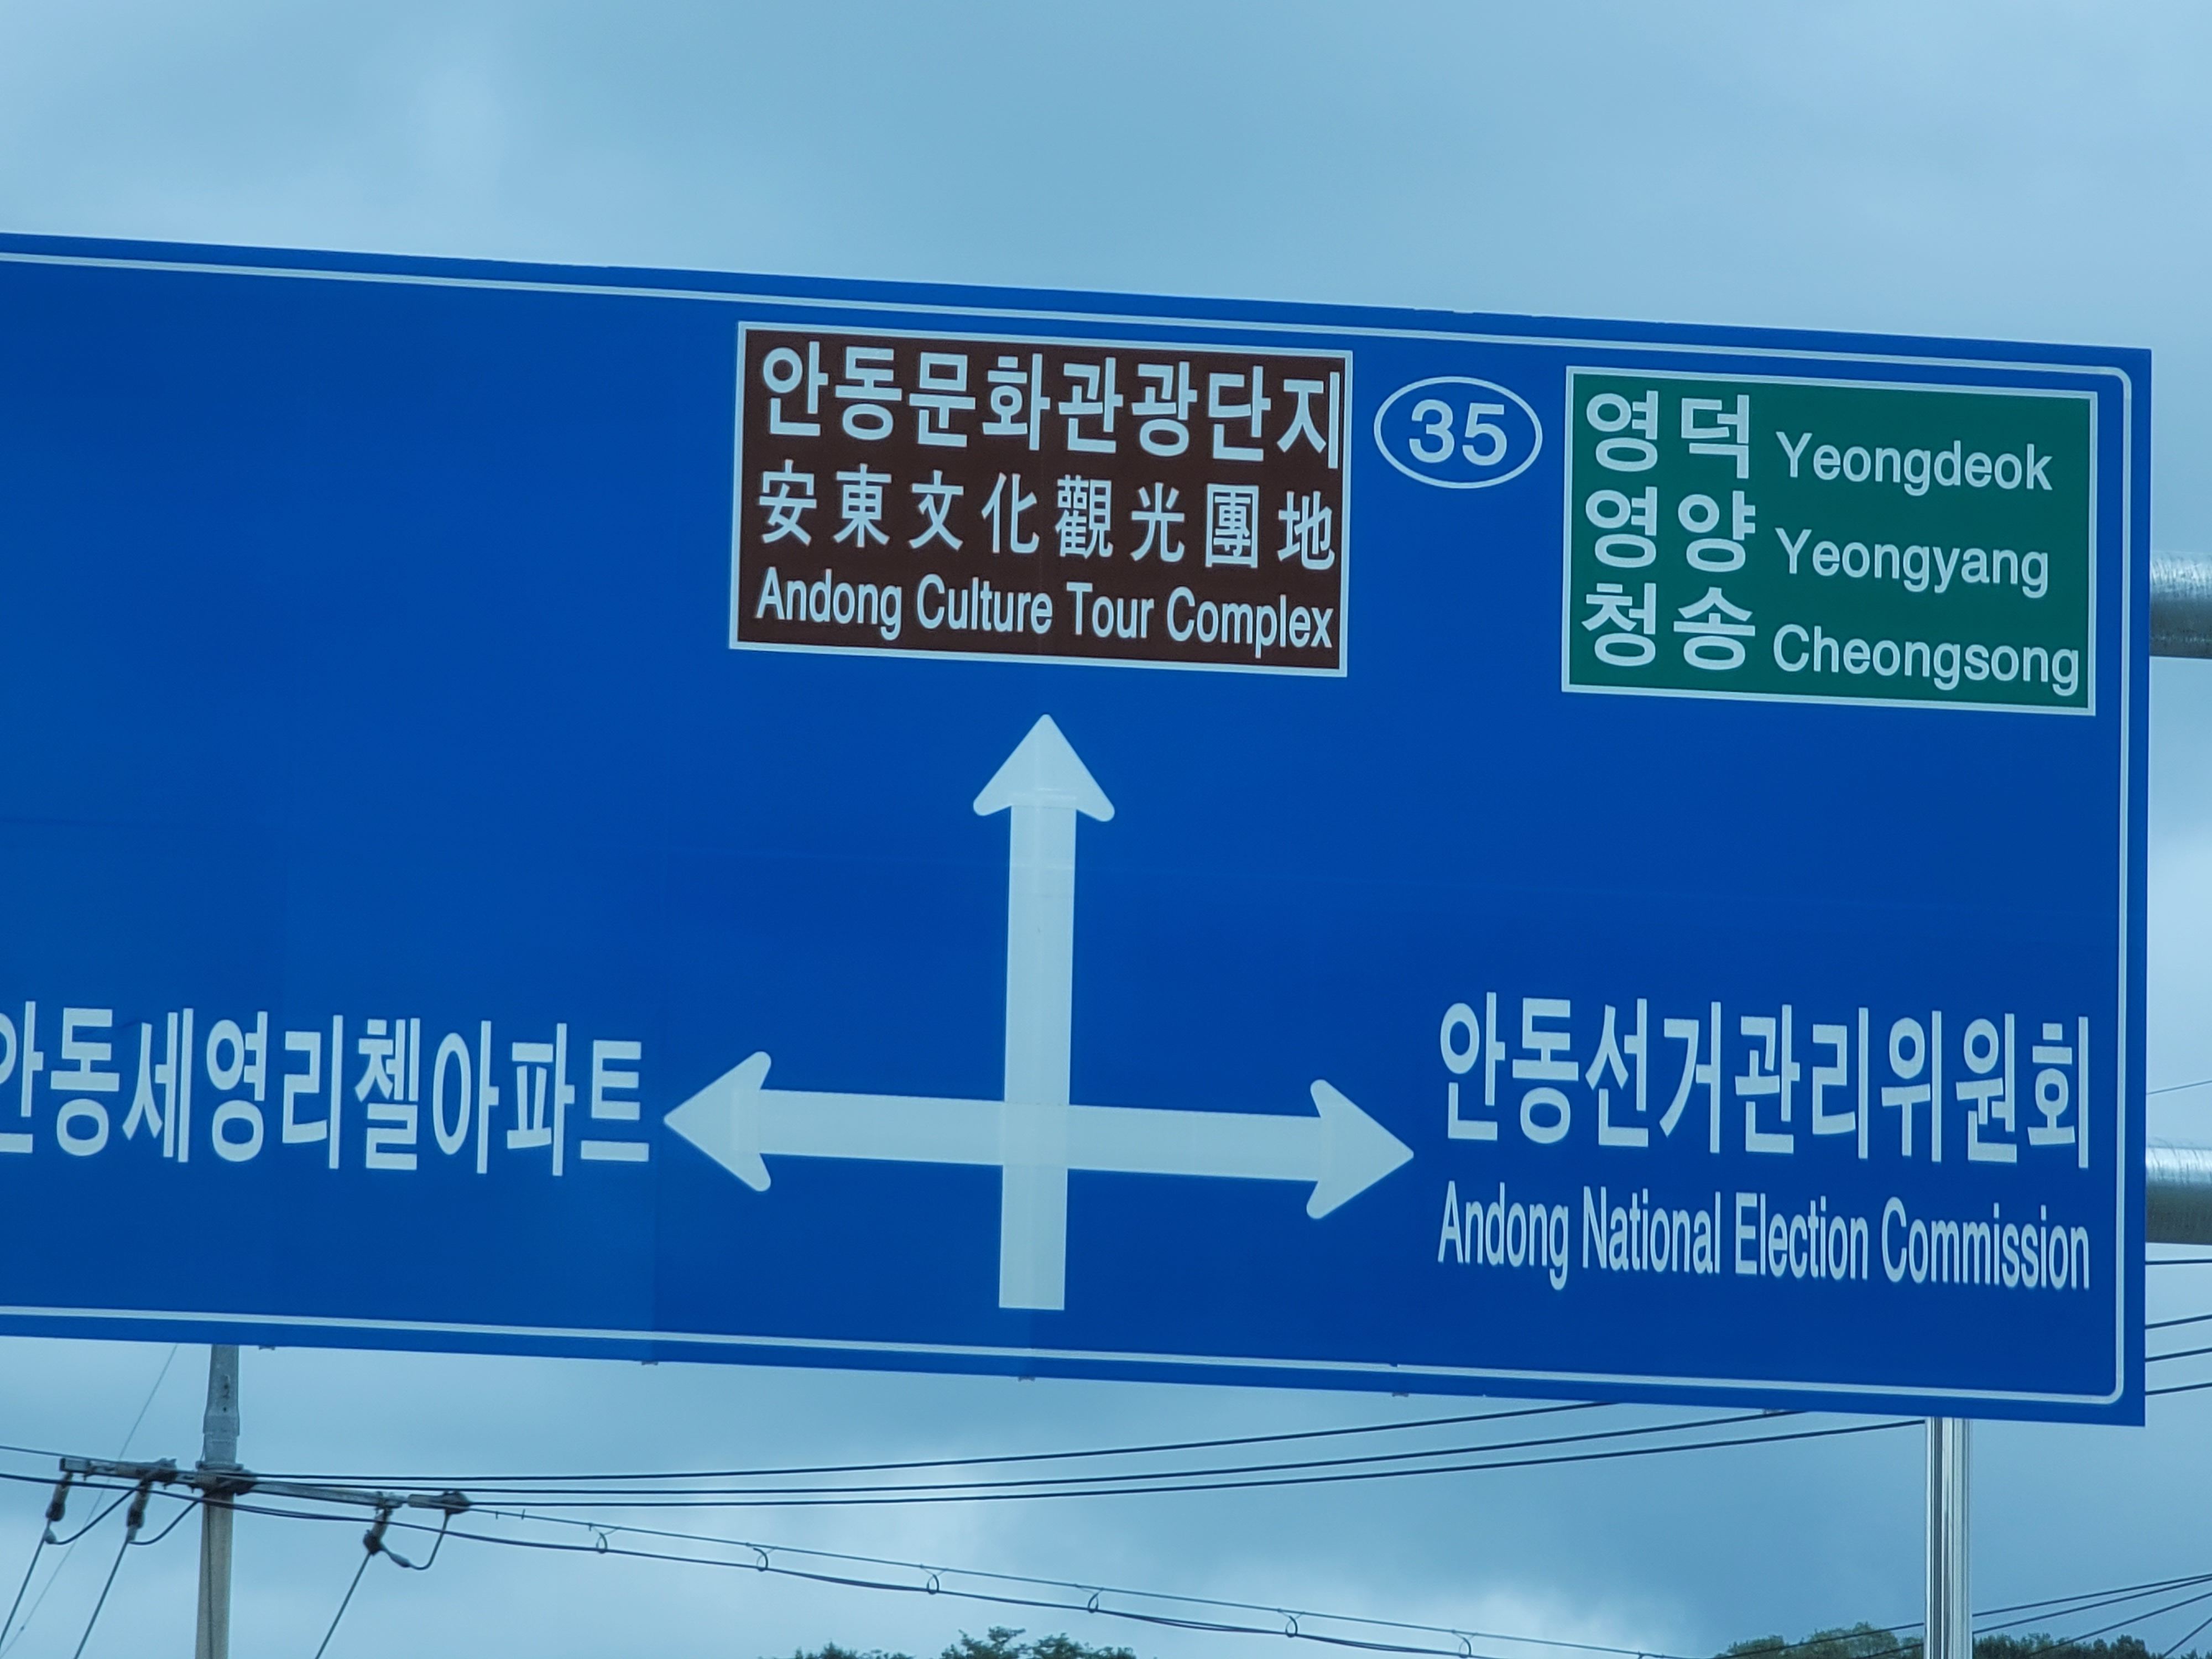 안동문화관광단지
安東文化觀光團地
Andong Culture Tour Complex
35
영덕 Yeongdeok
영양 Yeongyang
청송 Cheongsong
안동세영리첼아파트
안동선거관리위원회
Andong National Election Commission